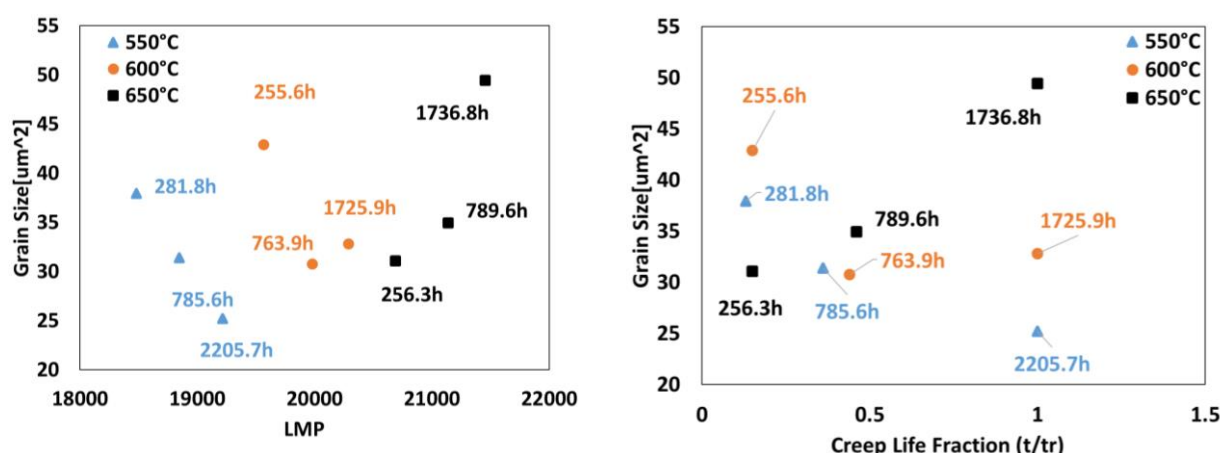 55
50
45
40
35
30
25
20
Grain Size[um^2]
550°C
600°C
650°C
255.6h
1736.8h
281.8h
1725.9h
789.6h
763.9h
256.3h
785.6h
2205.7h
18000 19000 20000 21000 22000
LMP
55
50
45
40
35
30
25
20
Grain Size[um^2]
550°C
600°C
650°C
255.6h
1736.8h
281.8h
789.6h
1725.9h
763.9h
256.3h
785.6h
2205.7h
0 0.5 1 1.5
Creep Life Fraction (t/tr)